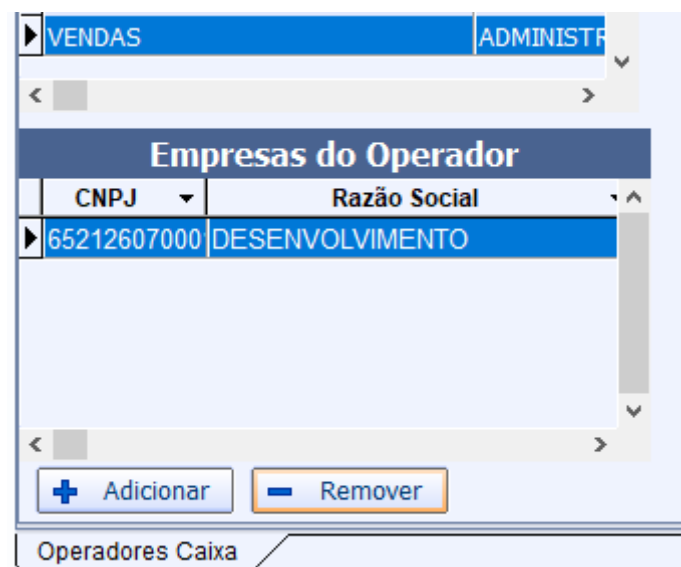 VENDAS ADMINISTR
Empresas do Operador
CNPJ Razão Social
65212607000 DESENVOLVIMENTO
Adicionar Remover
Operadores Caixa